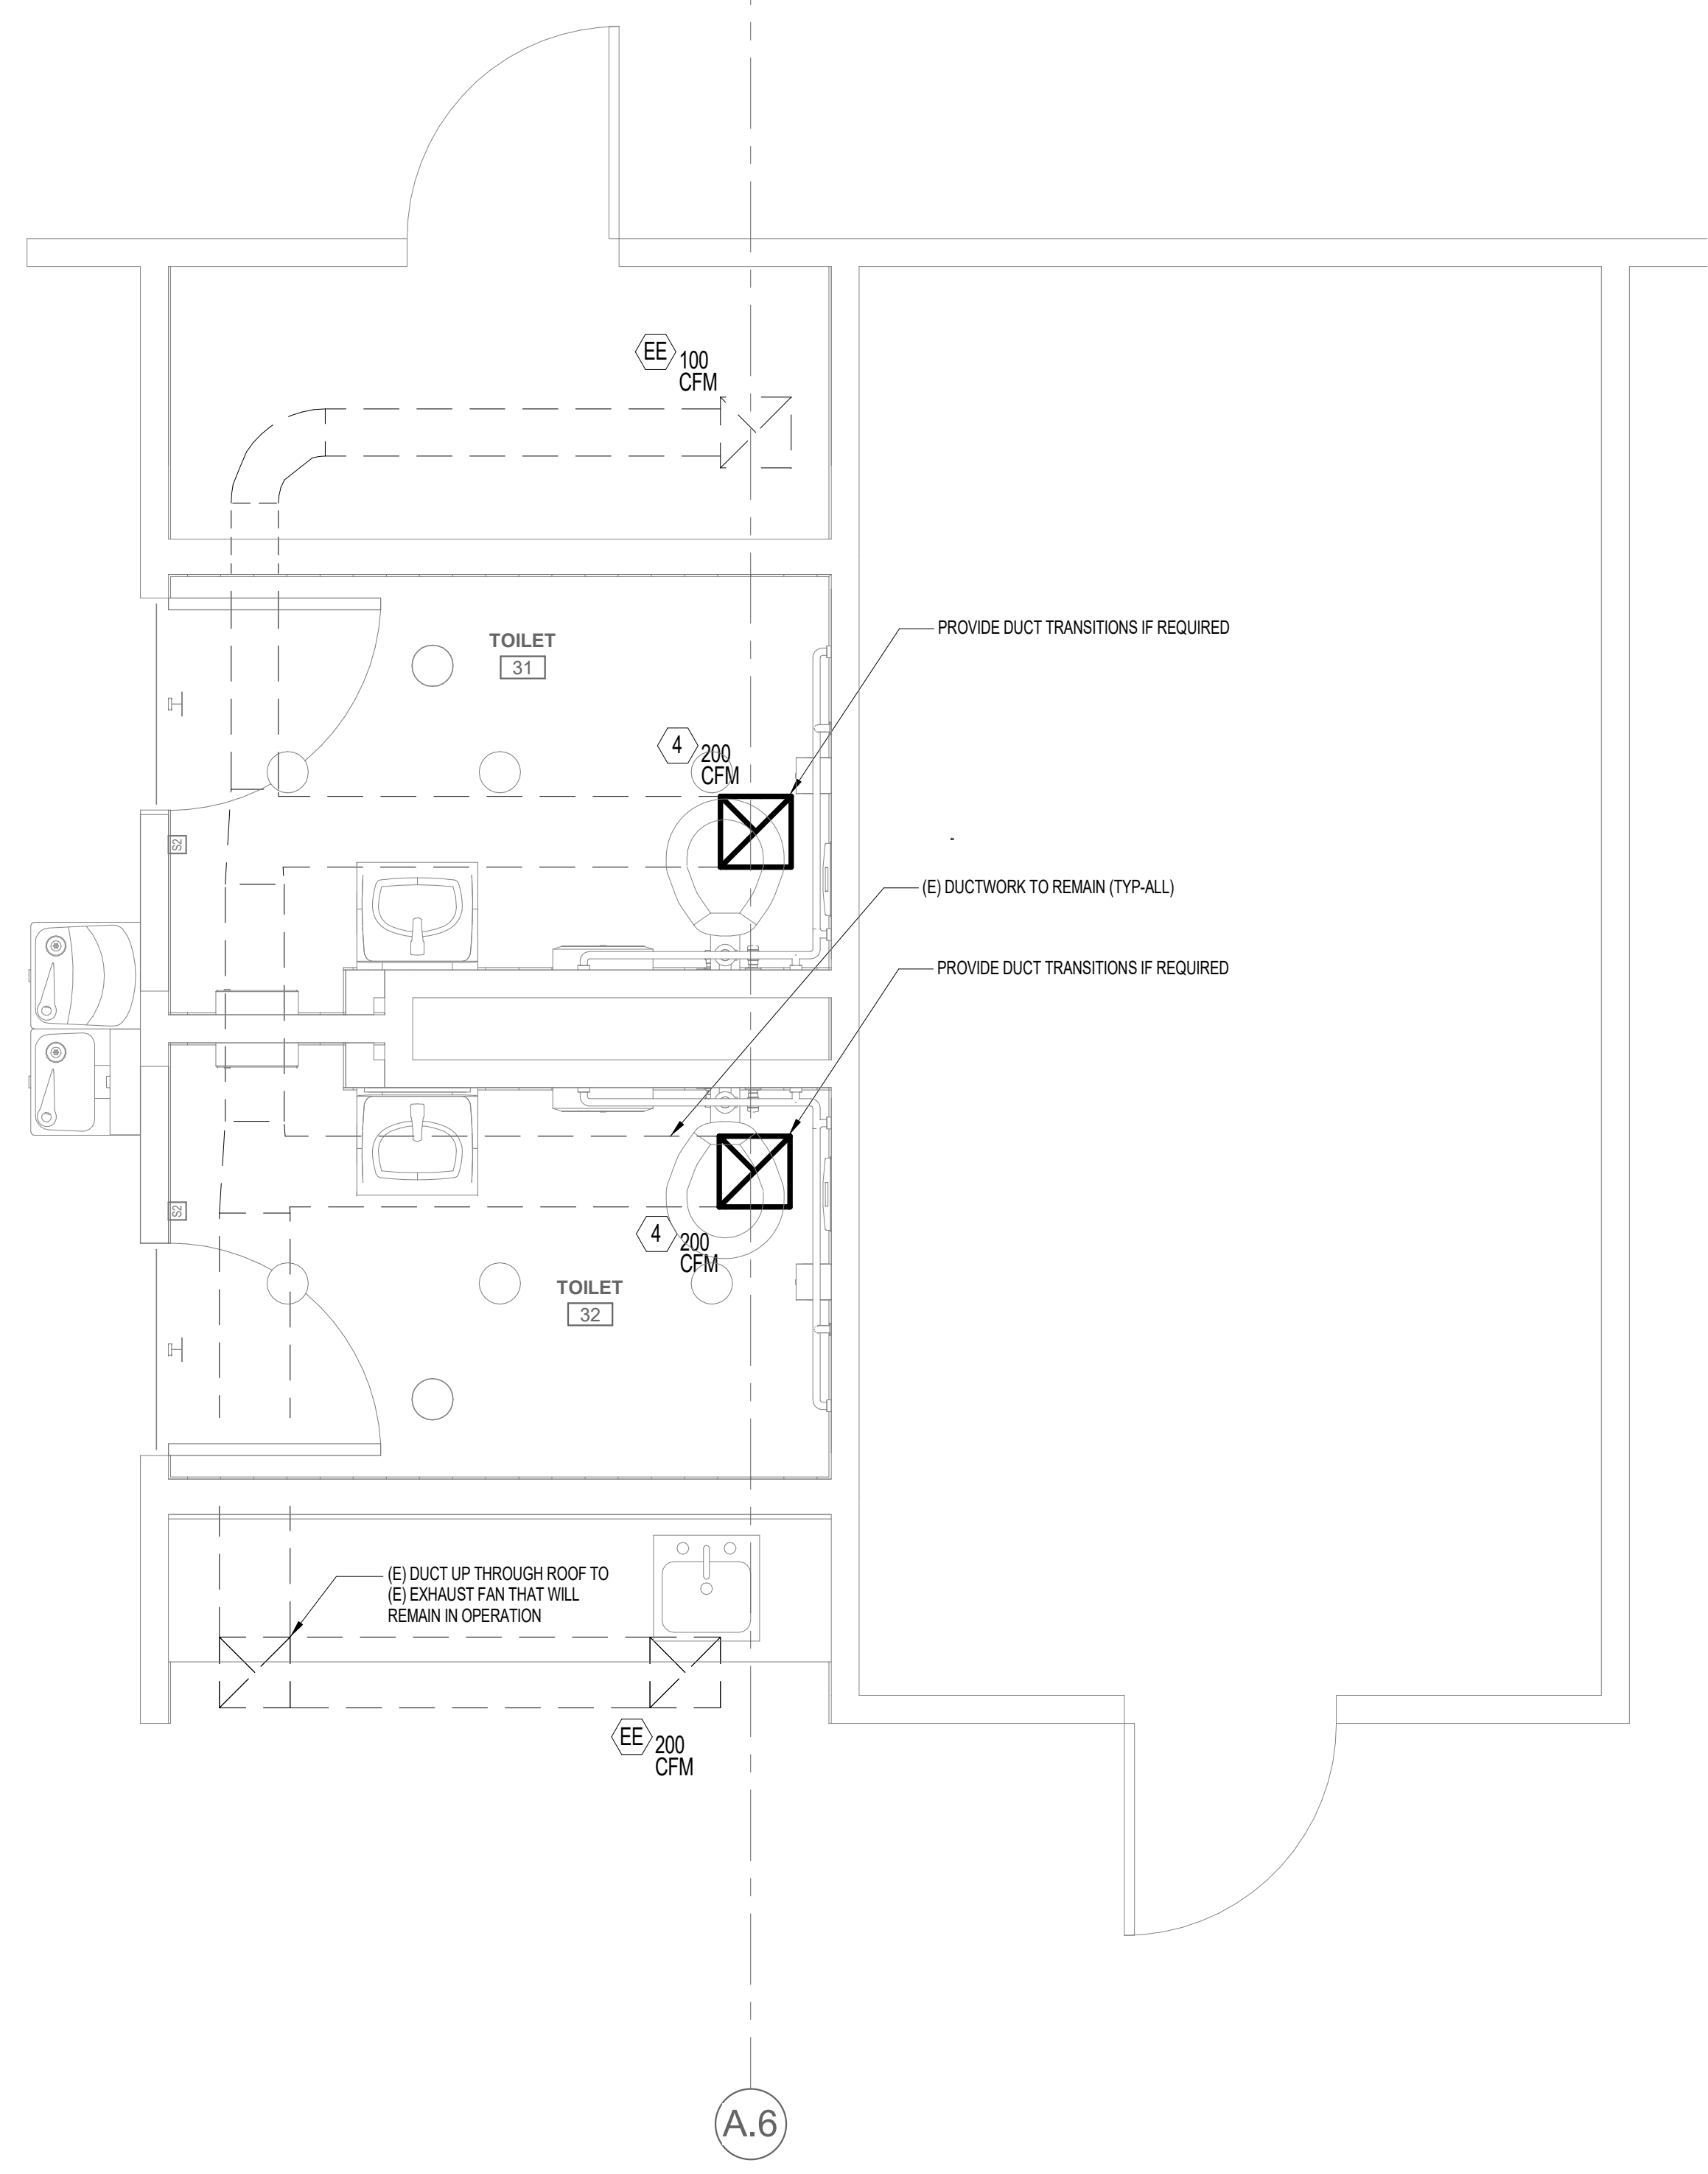 EE
100
CFM
PROVIDE DUCT TRANSITIONS IF REQUIRED
TOILET
31
4
200
CFM
S2
(E) DUCTWORK TO REMAIN (TYP-ALL)
PROVIDE DUCT TRANSITIONS IF REQUIRED
S2
4
200
CFM
TOILET
32
(E) DUCT UP THROUGH ROOF TO
(E) EXHAUST FAN THAT WILL
REMAIN IN OPERATION
EE
200
CFM
A.6